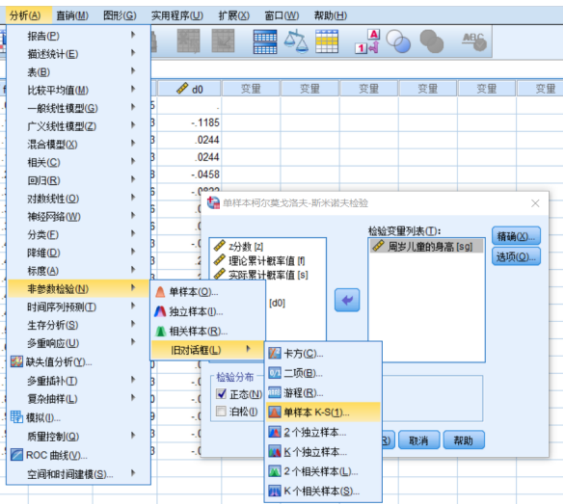 分析(A) 直销(M) 图形(G) 实用程序(U) 扩展(X) 窗口(W) 帮助(H)
报告(P)
描述统计(E)
表(B)
比较平均值(M)
一般线性模型(G)
广义线性模型(Z)
混合模型(X)
相关(C)
回归(R)
对数线性(O)
神经网络(W)
分类(F)
降维(D)
标度(A)
非参数检验(N)
时间序列预测(T)
生存分析(S)
多重响应(U)
缺失值分析(Y)...
多重插补(T)
复杂抽样(L)
模拟(I)...
质量控制(Q)
ROC 曲线(V)...
空间和时间建模(S)...
d0 变量 变量 变量 变量 变量 变量
-.1185
.0244
.0244
-.0458
单样本柯尔莫戈洛夫-斯米诺夫检验
z分数 [z]
理论累计概率值 [f]
实际累计概率值 [s]
[d0]
检验变量列表(T):
周岁儿童的身高 [sg]
精确(X)...
选项(O)...
单样本(O)...
独立样本(I)...
相关样本(R)...
旧对话框(L)
卡方(C)...
二项(B)...
游程(R)...
单样本 K-S(1)...
2 个独立样本...
K 个独立样本...
2 个相关样本(L)...
K 个相关样本(S)...
检验分布
正态(N)
泊松(I)
取消
帮助